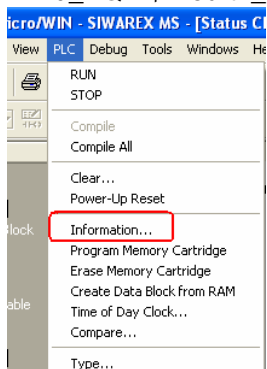 icro/WIN - SIWAREX MS - [Status C
View PLC Debug Tools Windows He
RUN
STOP
Compile
Compile All
Clear...
Power-Up Reset
lock
Information...
Program Memory Cartridge
Erase Memory Cartridge
Create Data Block from RAM
able
Time of Day Clock...
Compare...
Type...